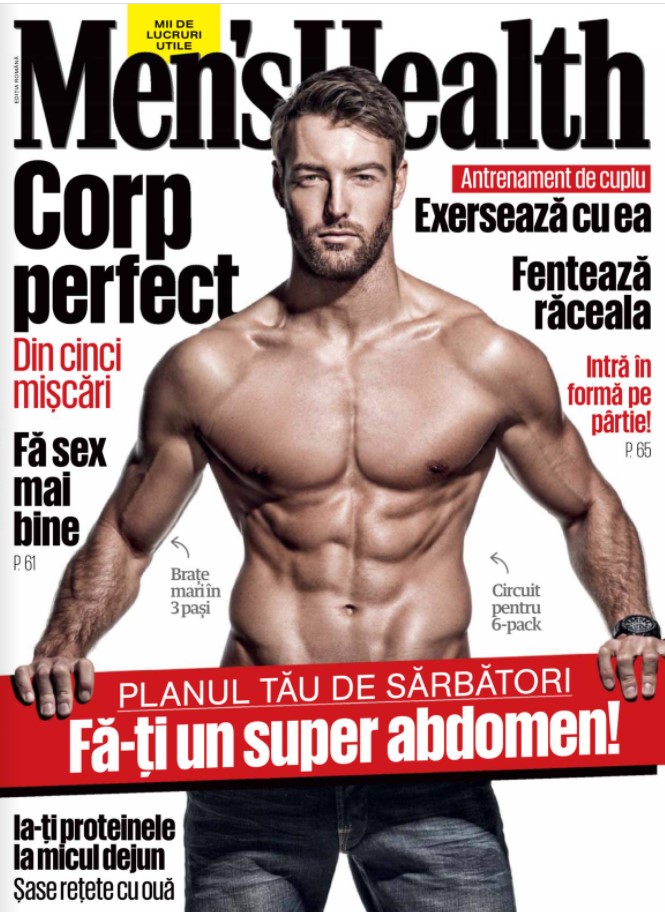 MII DE
LUCRURI
UTILE
EDIȚIA ROMÂNĂ
Men's Health
Corp
perfect
Din cinci
mișcări
Fă sex
mai
bine
P. 61
Antrenament de cuplu
Exersează cu ea
Fentează
răceala
Intră în
formă pe
pârtie!
P. 65
Brațe
mari în
3 pași
Circuit
pentru
6-pack
PLANUL TĂU DE SĂRBĂTORI
Fă-ți un super abdomen!
Ia-ți proteinele
la micul dejun
Șase rețete cu ouă